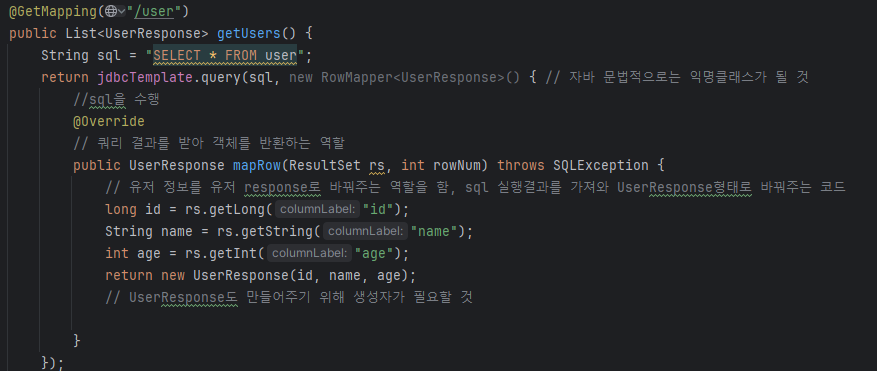 @GetMapping("/user")
public List<UserResponse> getUsers() {
String sql = "SELECT * FROM user";
return jdbcTemplate.query(sql, new RowMapper<UserResponse>() { // 자바 문법적으로는 익명클래스가 될 것
//sql을 수행
@Override
// 쿼리 결과를 받아 객체를 반환하는 역할
public UserResponse mapRow(ResultSet rs, int rowNum) throws SQLException {
// 유저 정보를 유저 response로 바꿔주는 역할을 함, sql 실행결과를 가져와 UserResponse형태로 바꿔주는 코드
long id = rs.getLong( columnLabel: "id");
String name = rs.getString( columnLabel: "name");
int age = rs.getInt( columnLabel: "age");
return new UserResponse(id, name, age);
// UserResponse도 만들어주기 위해 생성자가 필요할 것
}
});